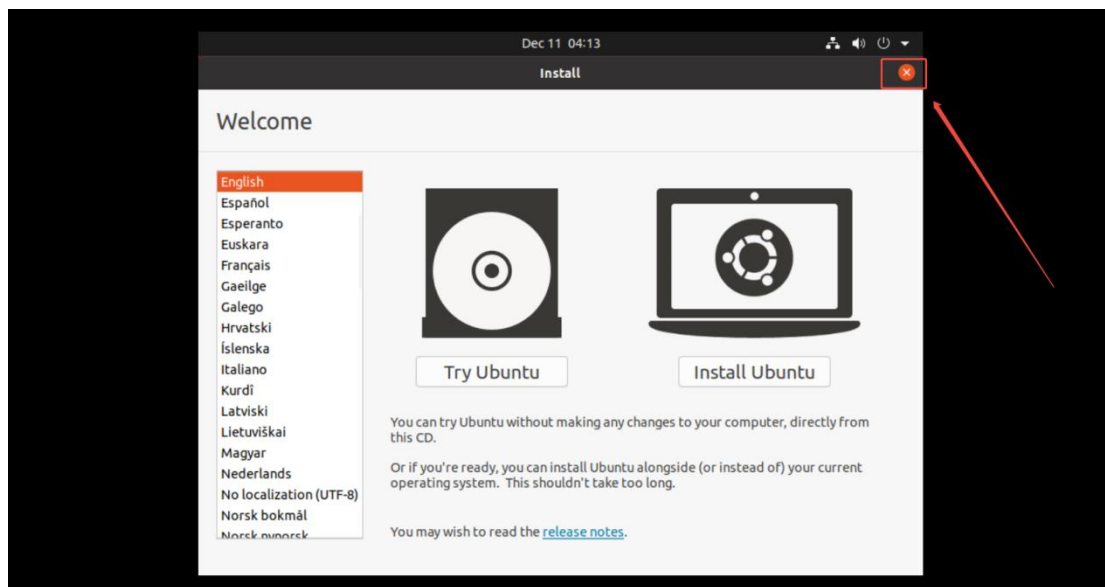 Dec 11 04:13
Install
Welcome
English
Español
Esperanto
Euskara
Français
Gaeilge
Galego
Hrvatski
Íslenska
Italiano
Kurdî
Latviski
Lietuviškai
Magyar
Nederlands
No localization (UTF-8)
Norsk bokmål
Norsk nynorsk
Try Ubuntu
Install Ubuntu
You can try Ubuntu without making any changes to your computer, directly from
this CD.
Or if you're ready, you can install Ubuntu alongside (or instead of) your current
operating system. This shouldn't take too long.
You may wish to read the release notes.